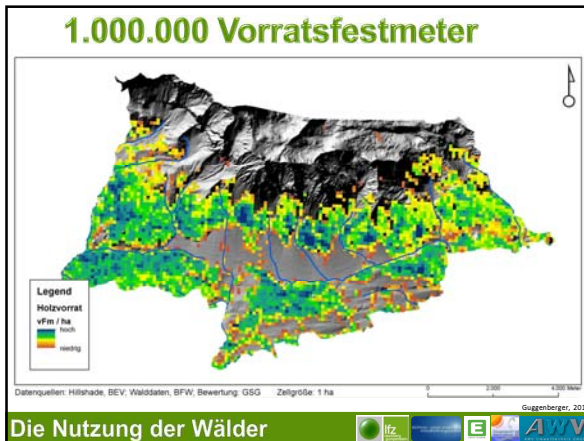 1.000.000 Vorratsfestmeter
Legend
Holzvorrat
vFm / ha
hoch
niedrig
Datenquellen: Hillshade, BEV; Walddaten, BFW; Bewertung: GSG Zellgröße: 1 ha
0 2.000 4.000 Meter
Guggenberger, 201
Die Nutzung der Wälder
lfz
E
AWV